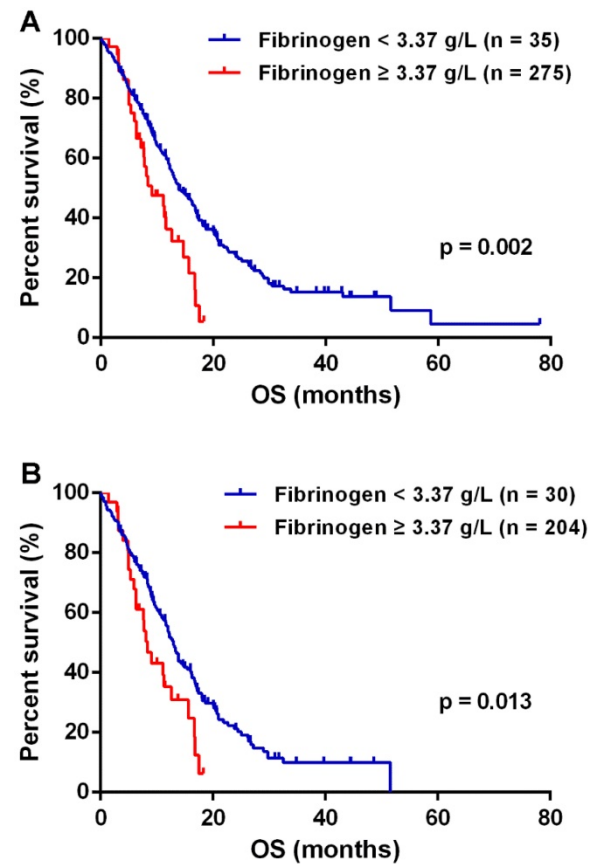 A
Fibrinogen < 3.37 g/L (n = 35)
Fibrinogen ≥ 3.37 g/L (n = 275)
Percent survival (%)
100
80
60
40
20
0
p = 0.002
0 20 40 60 80
OS (months)
B
Fibrinogen < 3.37 g/L (n = 30)
Fibrinogen ≥ 3.37 g/L (n = 204)
Percent survival (%)
100
80
60
40
20
0
p = 0.013
0 20 40 60 80
OS (months)